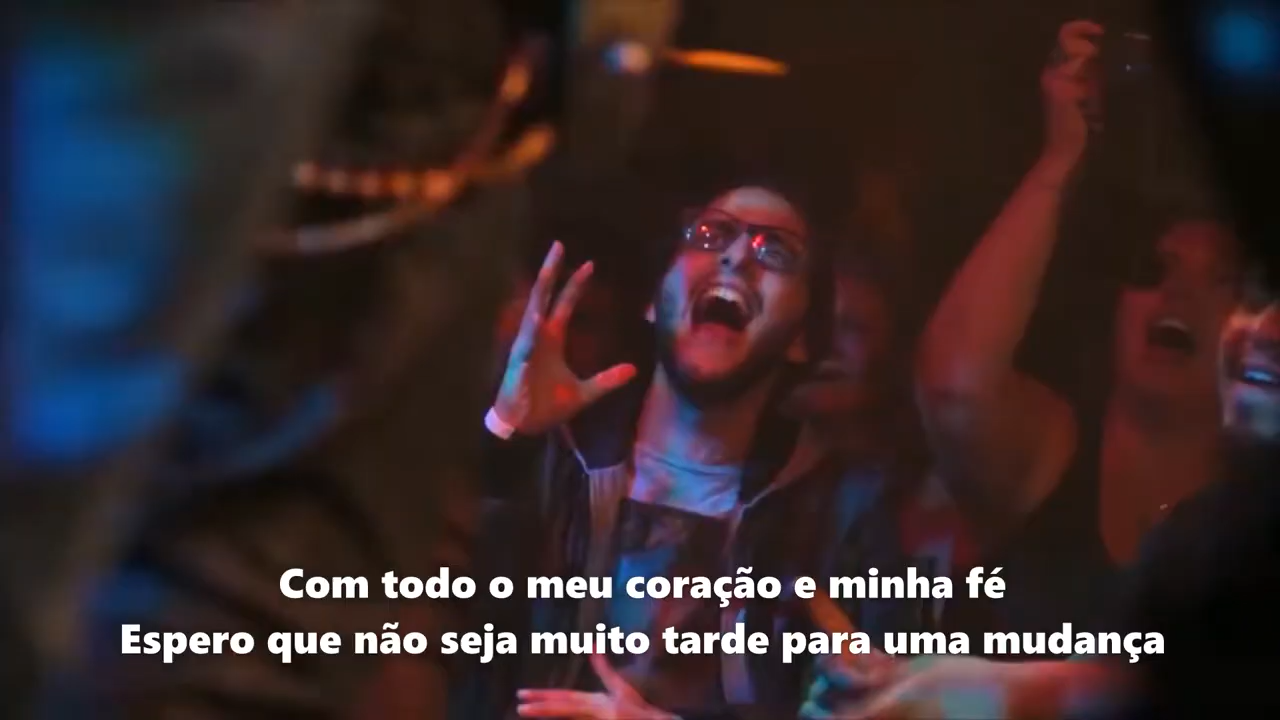 Com todo o meu coração e minha fé
Espero que não seja muito tarde para uma mudança